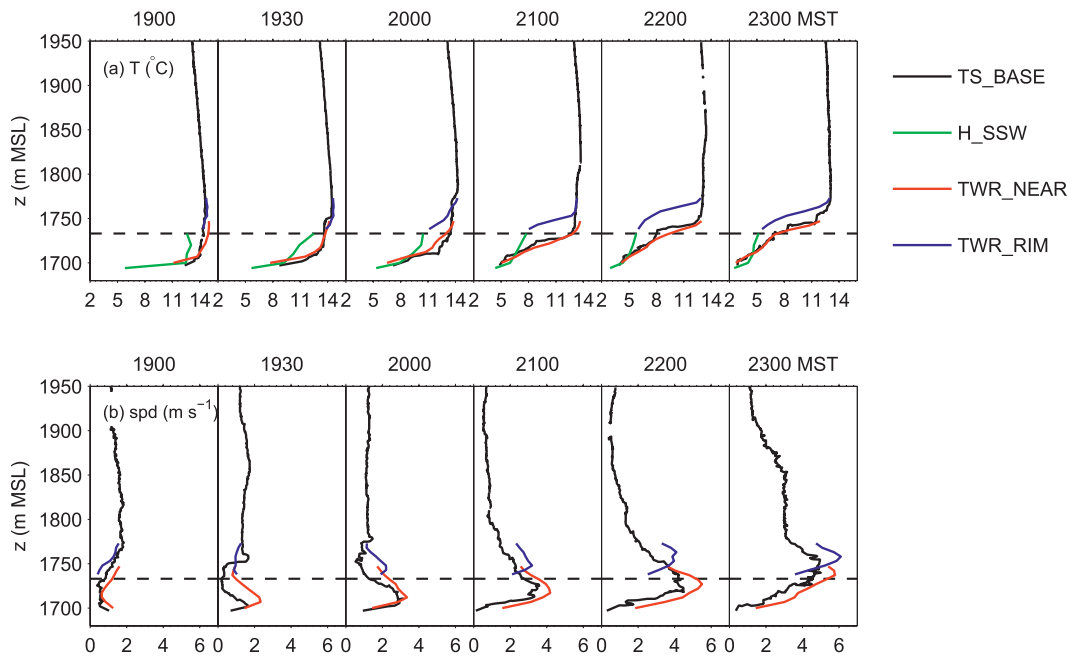 1900 1930 2000 2100 2200 2300 MST
1950
(a) T (°C)
1900
1850
1800
1750
1700
z (m MSL)
2 5 8 11 14 2 5 8 11 14 2 5 8 11 14 2 5 8 11 14 2 5 8 11 14 2 5 8 11 14
TS_BASE
H_SSW
TWR_NEAR
TWR_RIM
1900 1930 2000 2100 2200 2300 MST
1950
(b) spd (m s⁻¹)
1900
1850
1800
1750
1700
z (m MSL)
0 2 4 6 0 2 4 6 0 2 4 6 0 2 4 6 0 2 4 6 0 2 4 6